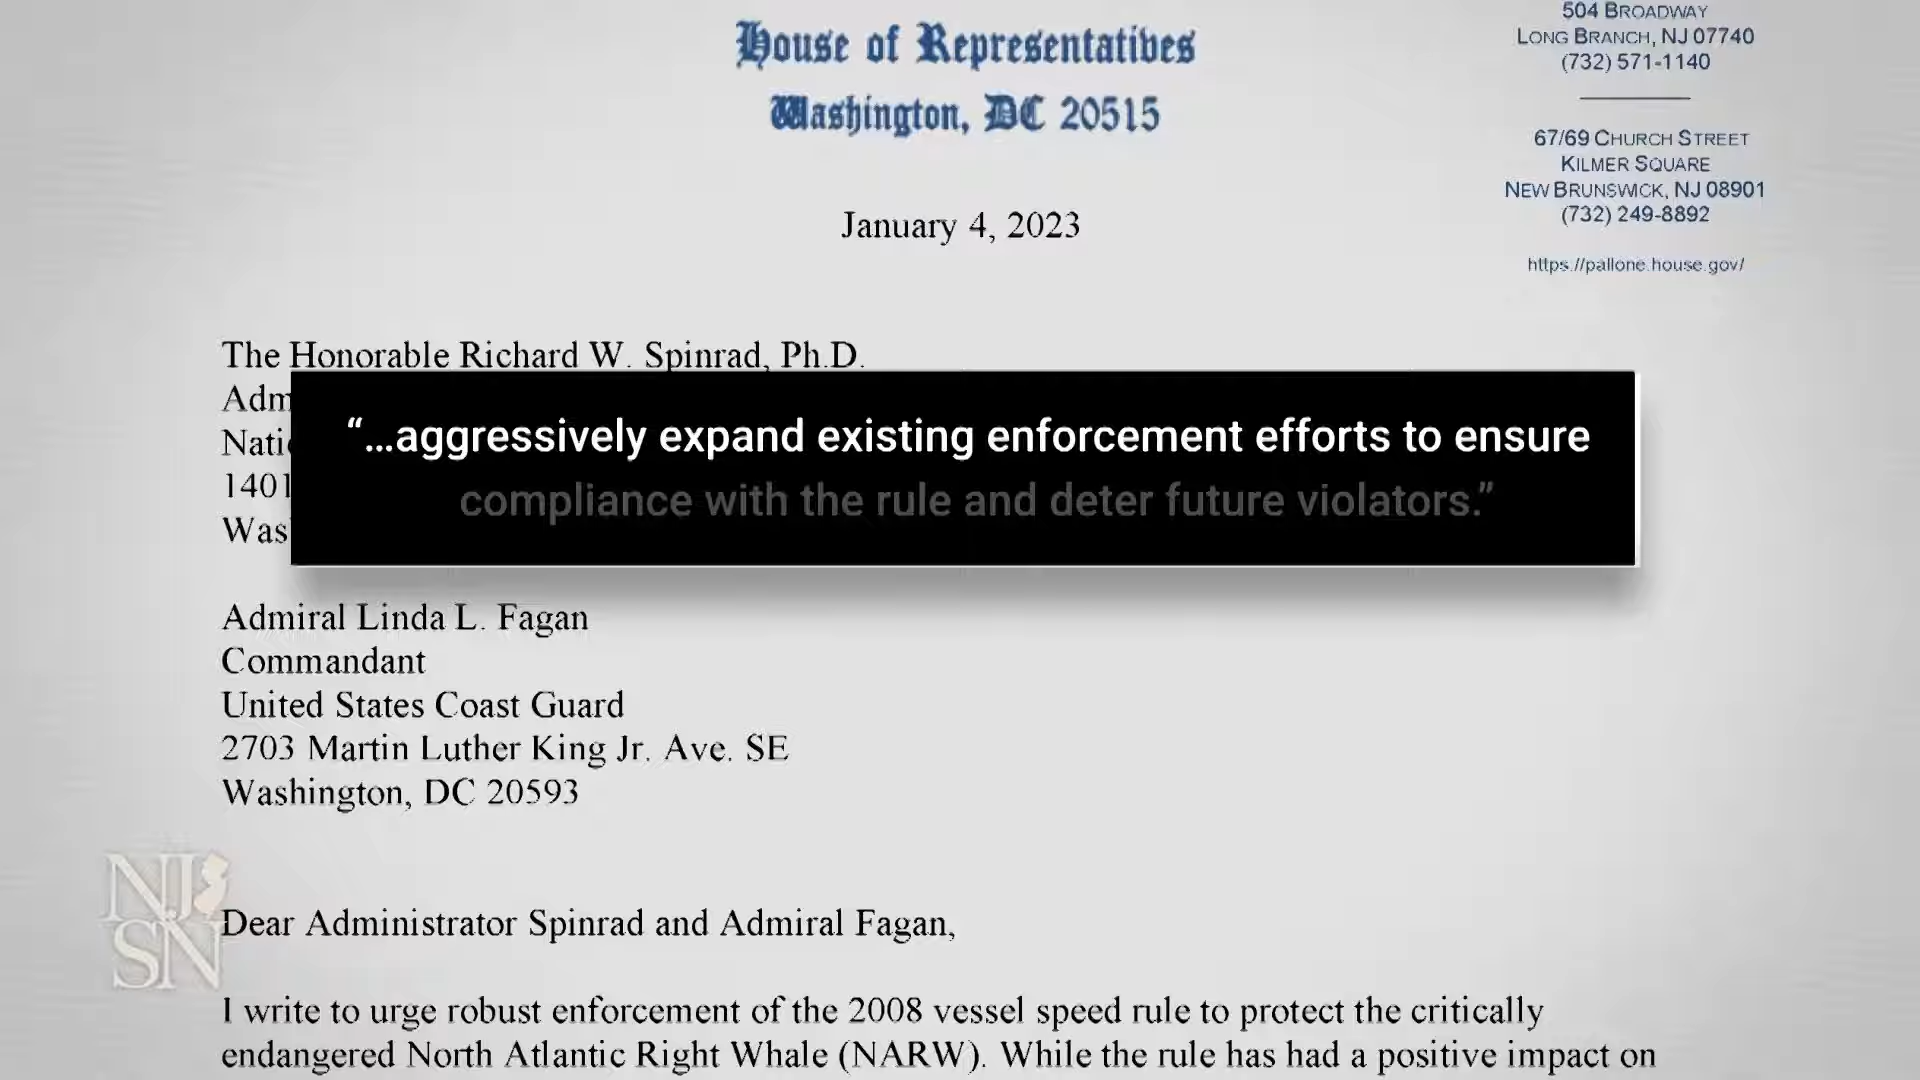 House of Representatives
Washington, DC 20515
504 BROADWAY
LONG BRANCH, NJ 07740
(732) 571-1140
67/69 CHURCH STREET
KILMER SQUARE
NEW BRUNSWICK, NJ 08901
(732) 249-8892
https://pallone.house.gov/
January 4, 2023
The Honorable Richard W. Spinrad, Ph.D.
Adm
Nati
1401
Was
“...aggressively expand existing enforcement efforts to ensure
compliance with the rule and deter future violators.”
Admiral Linda L. Fagan
Commandant
United States Coast Guard
2703 Martin Luther King Jr. Ave. SE
Washington, DC 20593
NJ
SN
Dear Administrator Spinrad and Admiral Fagan,
I write to urge robust enforcement of the 2008 vessel speed rule to protect the critically
endangered North Atlantic Right Whale (NARW). While the rule has had a positive impact on